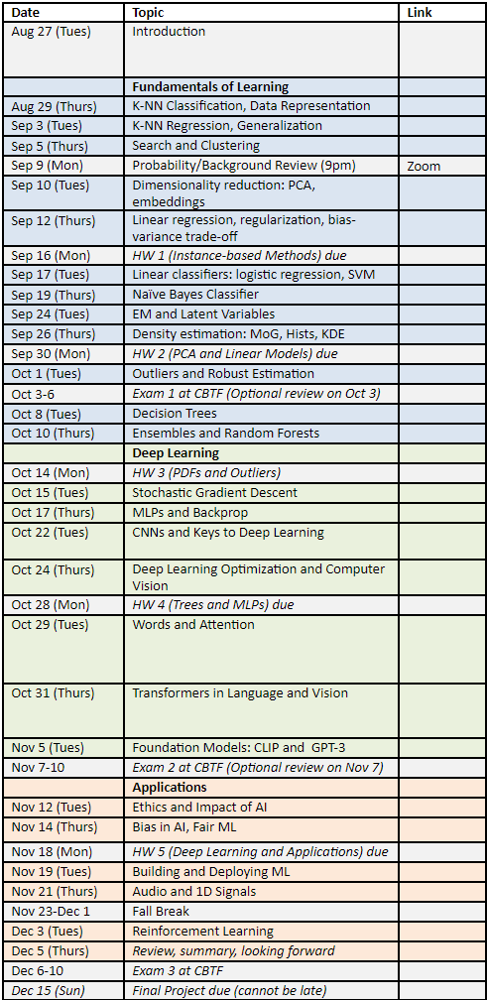 Date Topic Link
Aug 27 (Tues) Introduction
Fundamentals of Learning
Aug 29 (Thurs) K-NN Classification, Data Representation
Sep 3 (Tues) K-NN Regression, Generalization
Sep 5 (Thurs) Search and Clustering
Sep 9 (Mon) Probability/Background Review (9pm) Zoom
Sep 10 (Tues) Dimensionality reduction: PCA,
embeddings
Sep 12 (Thurs) Linear regression, regularization, bias-
variance trade-off
Sep 16 (Mon) HW 1 (Instance-based Methods) due
Sep 17 (Tues) Linear classifiers: logistic regression, SVM
Sep 19 (Thurs) Naïve Bayes Classifier
Sep 24 (Tues) EM and Latent Variables
Sep 26 (Thurs) Density estimation: MoG, Hists, KDE
Sep 30 (Mon) HW 2 (PCA and Linear Models) due
Oct 1 (Tues) Outliers and Robust Estimation
Oct 3-6 Exam 1 at CBTF (Optional review on Oct 3)
Oct 8 (Tues) Decision Trees
Oct 10 (Thurs) Ensembles and Random Forests
Deep Learning
Oct 14 (Mon) HW 3 (PDFs and Outliers)
Oct 15 (Tues) Stochastic Gradient Descent
Oct 17 (Thurs) MLPs and Backprop
Oct 22 (Tues) CNNs and Keys to Deep Learning
Oct 24 (Thurs) Deep Learning Optimization and Computer
Vision
Oct 28 (Mon) HW 4 (Trees and MLPs) due
Oct 29 (Tues) Words and Attention
Oct 31 (Thurs) Transformers in Language and Vision
Nov 5 (Tues) Foundation Models: CLIP and GPT-3
Nov 7-10 Exam 2 at CBTF (Optional review on Nov 7)
Applications
Nov 12 (Tues) Ethics and Impact of AI
Nov 14 (Thurs) Bias in AI, Fair ML
Nov 18 (Mon) HW 5 (Deep Learning and Applications) due
Nov 19 (Tues) Building and Deploying ML
Nov 21 (Thurs) Audio and 1D Signals
Nov 23-Dec 1 Fall Break
Dec 3 (Tues) Reinforcement Learning
Dec 5 (Thurs) Review, summary, looking forward
Dec 6-10 Exam 3 at CBTF
Dec 15 (Sun) Final Project due (cannot be late)